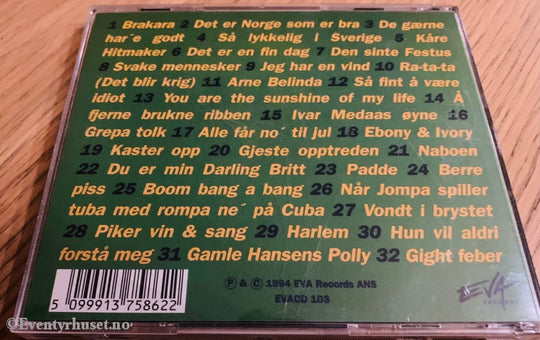 1 Brakara 2 Det er Norge som er bra 3 De gærne
har´e godt 4 Så lykkelig i Sverige 5 Kåre
Hitmaker 6 Det er en fin dag 7 Den sinte Festus
8 Svake mennesker 9 Jeg har en vind 10 Ra-ta-ta
(Det blir krig) 11 Arne Belinda 12 Så fint å være
idiot 13 You are the sunshine of my life 14 Å
fjerne brukne ribben 15 Ivar Medaas øyne 16
Grepa tolk 17 Alle får no´ til jul 18 Ebony & Ivory
19 Kaster opp 20 Gjeste opptreden 21 Naboen
22 Du er min Darling Britt 23 Padde 24 Berre
piss 25 Boom bang a bang 26 Når Jompa spiller
tuba med rompa ne´ på Cuba 27 Vondt i brystet
28 Piker vin & sang 29 Harlem 30 Hun vil aldri
forstå meg 31 Gamle Hansens Polly 32 Gight feber
℗ & © 1994 EVA Records ANS
EVACD 103
5 099913 758622
EVA
RECORDS
©Eventyrhuset.no